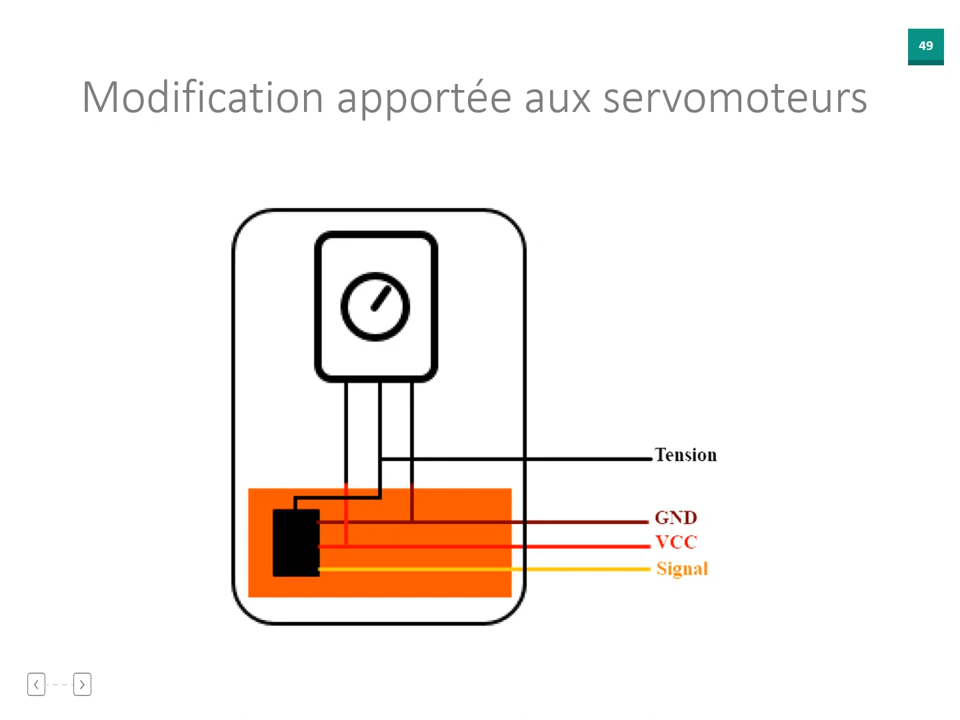 49
Modification apportée aux servomoteurs
Tension
GND
VCC
Signal